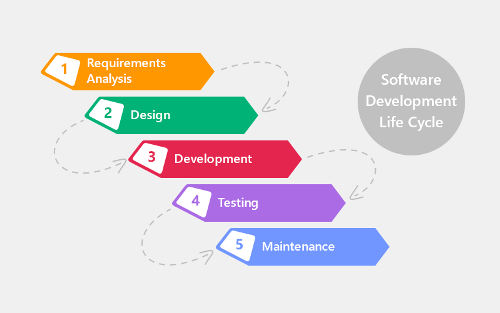 Software
Development
Life Cycle
1
Requirements
Analysis
2
Design
3
Development
4
Testing
5
Maintenance